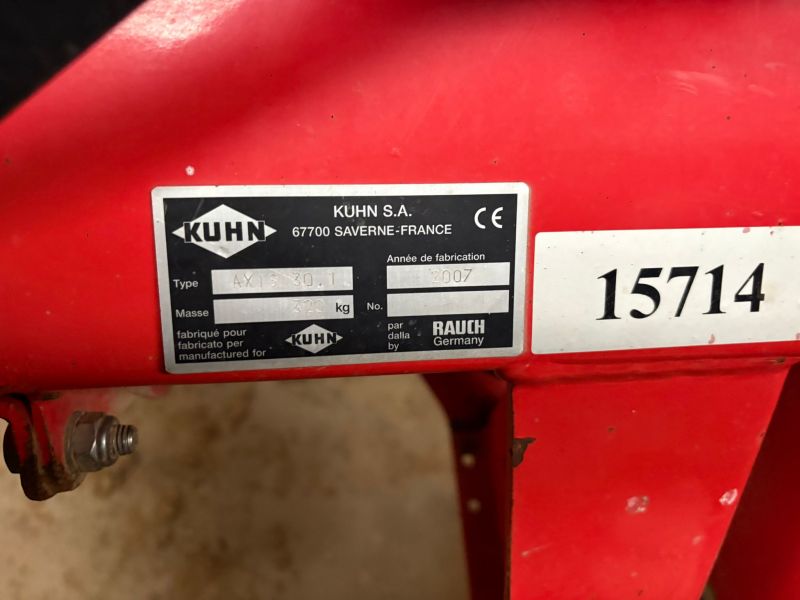 KUHN
KUHN S.A.
67700 SAVERNE-FRANCE
CE
Année de fabrication
Type AXIS 30.1 2007
Masse kg No.
fabriqué pour
fabricato per
manufactured for
KUHN
par
dalla
by
RAUCH
Germany
15714